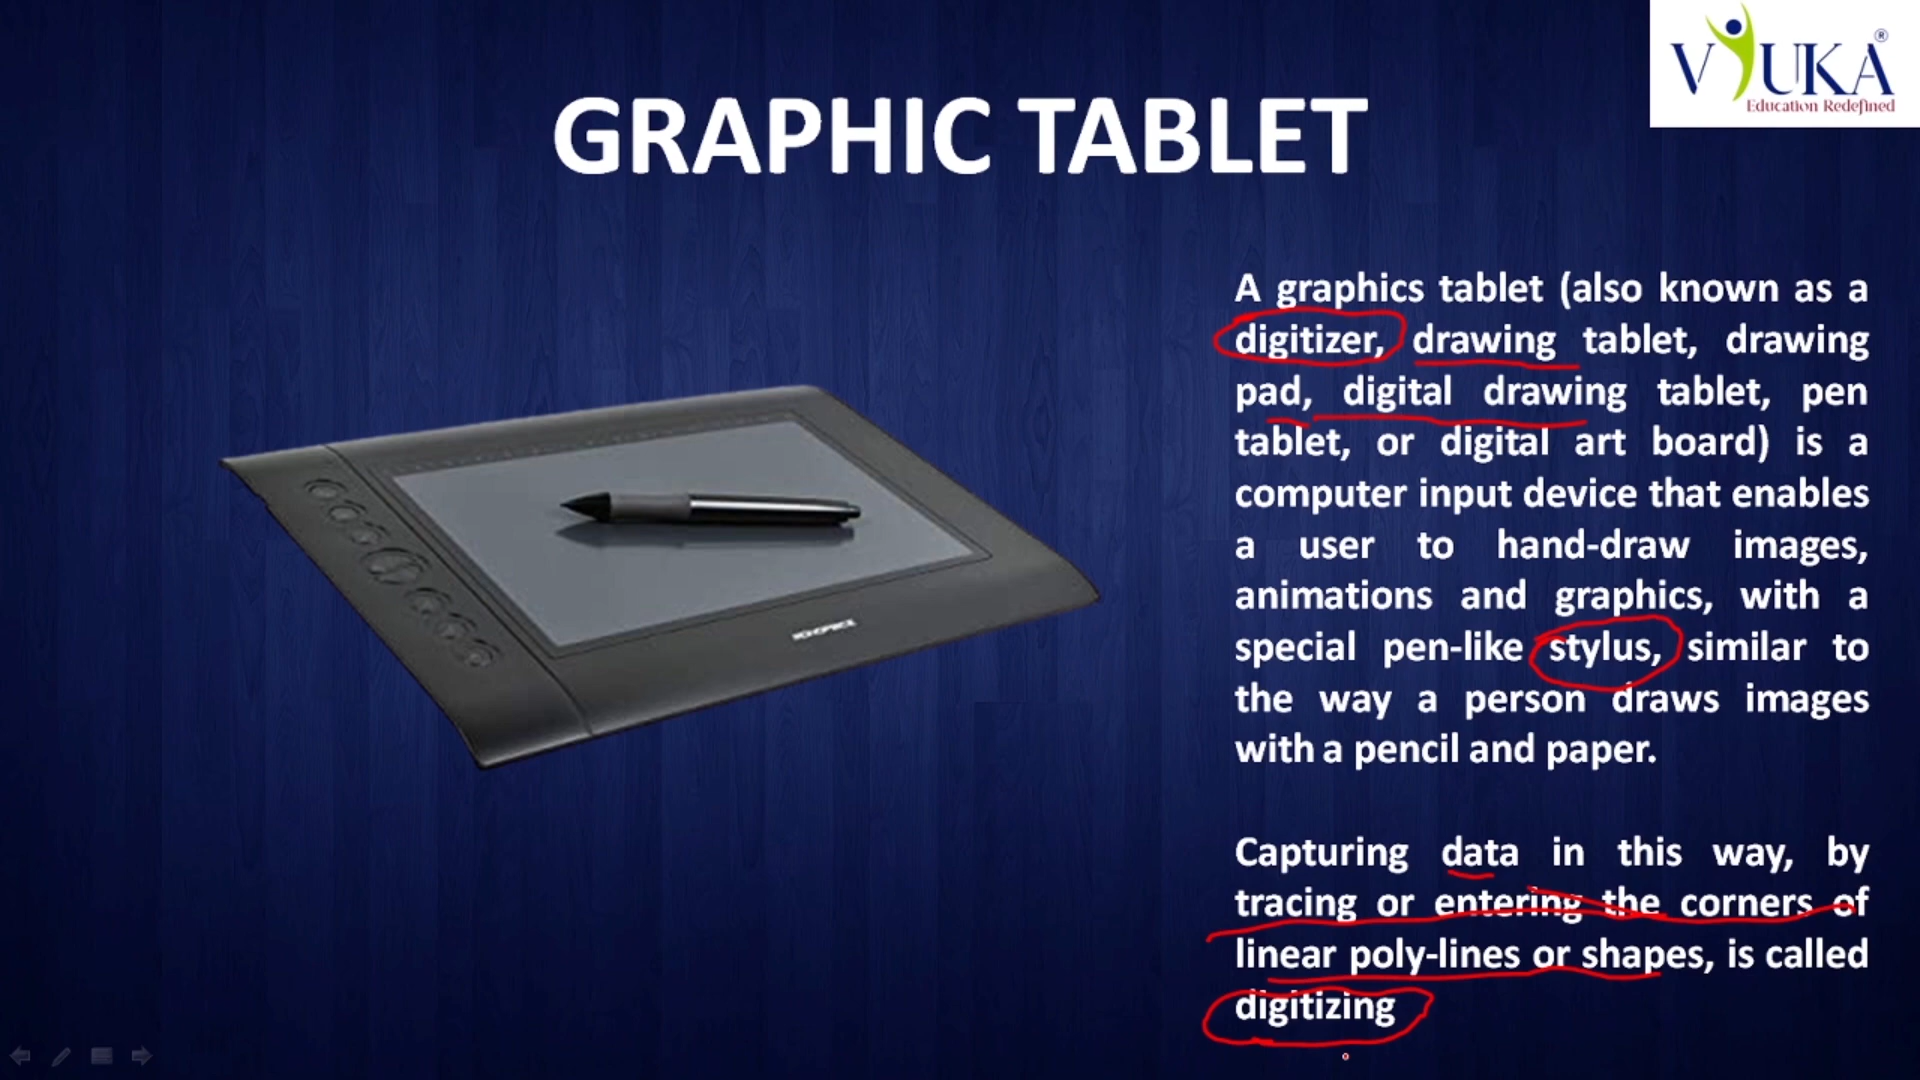 VIUKA®
Education Redefined
GRAPHIC TABLET
A graphics tablet (also known as a
digitizer, drawing tablet, drawing
pad, digital drawing tablet, pen
tablet, or digital art board) is a
computer input device that enables
a user to hand-draw images,
animations and graphics, with a
special pen-like stylus, similar to
the way a person draws images
with a pencil and paper.
Capturing data in this way, by
tracing or entering the corners of
linear poly-lines or shapes, is called
digitizing